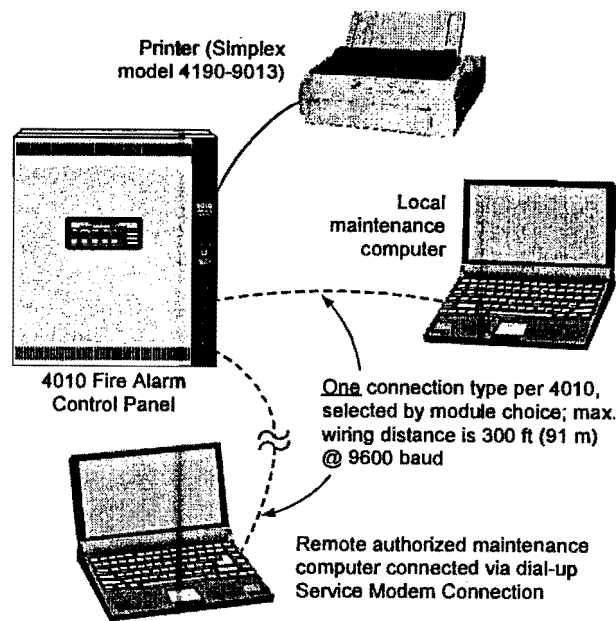 Printer (Simplex
model 4190-9013)
Local
maintenance
computer
4010 Fire Alarm
Control Panel
One connection type per 4010,
selected by module choice; max.
wiring distance is 300 ft (91 m)
@ 9600 baud
Remote authorized maintenance
computer connected via dial-up
Service Modem Connection